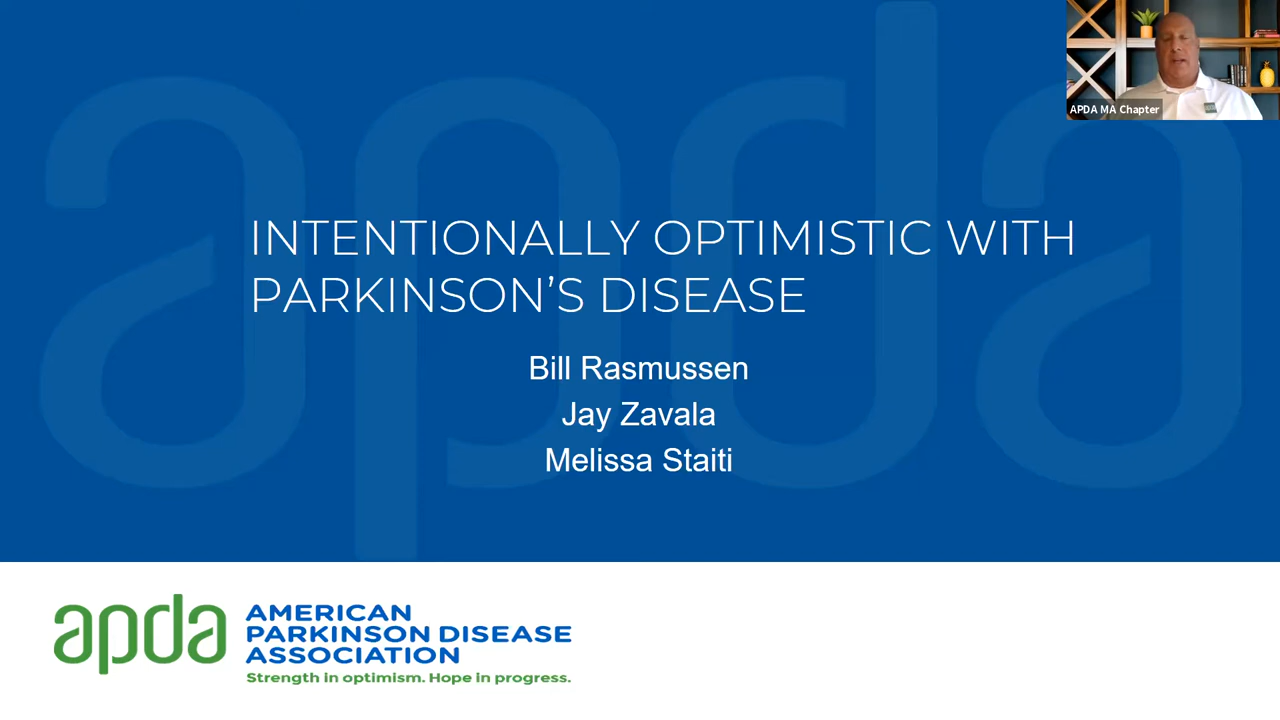 APDA MA Chapter
INTENTIONALLY OPTIMISTIC WITH
PARKINSON’S DISEASE
Bill Rasmussen
Jay Zavala
Melissa Staiti
apda
AMERICAN
PARKINSON DISEASE
ASSOCIATION
Strength in optimism. Hope in progress.